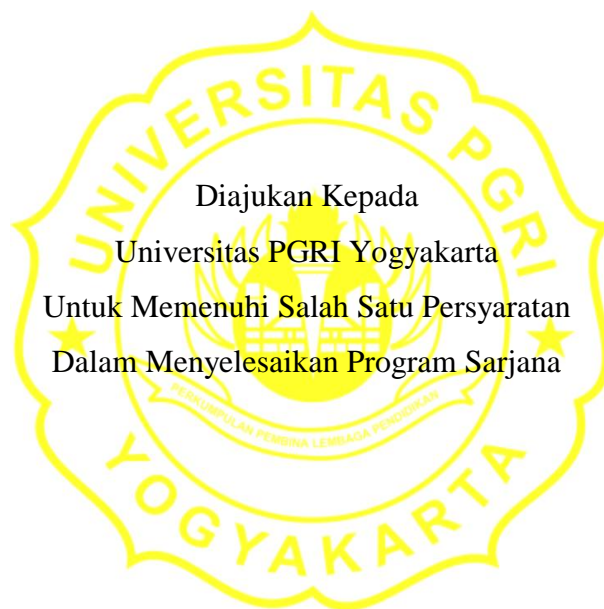 UNIVERSITAS PGRI
Diajukan Kepada
Universitas PGRI Yogyakarta
Untuk Memenuhi Salah Satu Persyaratan
Dalam Menyelesaikan Program Sarjana
PERKUMPULAN PEMBINA LEMBAGA PENDIDIKAN
YOGYAKARTA